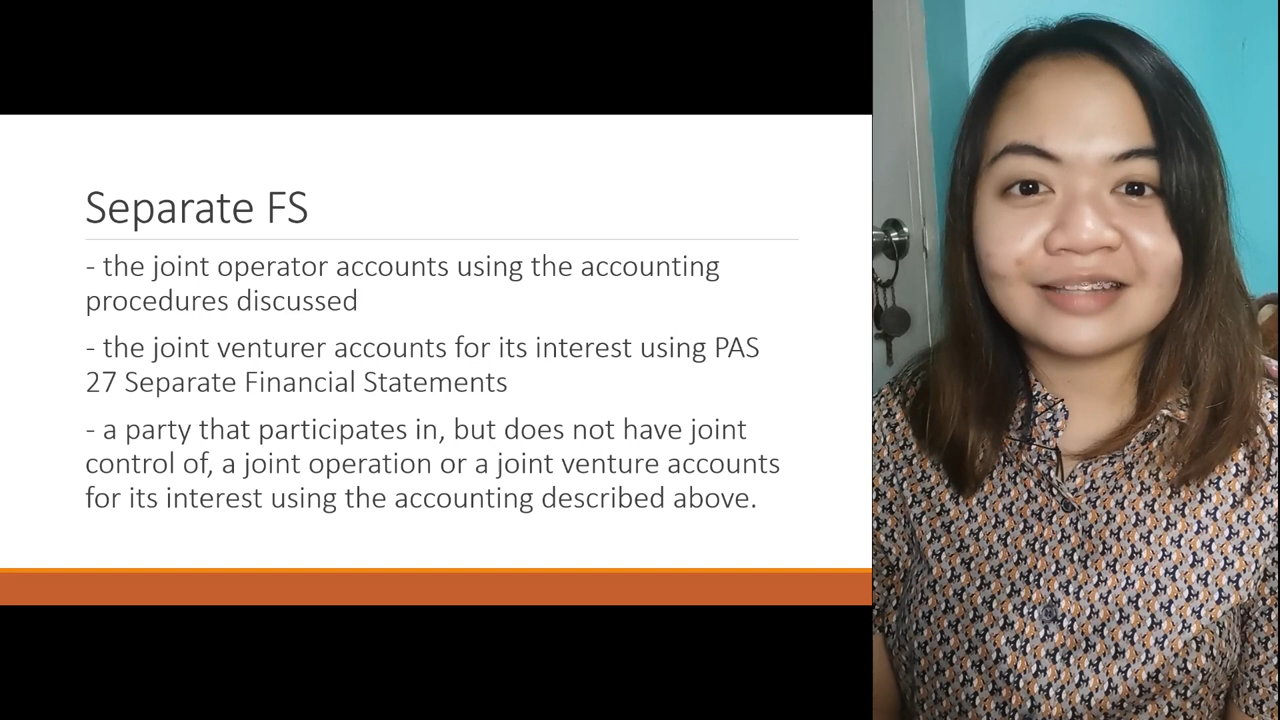 Separate FS
- the joint operator accounts using the accounting
procedures discussed
- the joint venturer accounts for its interest using PAS
27 Separate Financial Statements
- a party that participates in, but does not have joint
control of, a joint operation or a joint venture accounts
for its interest using the accounting described above.